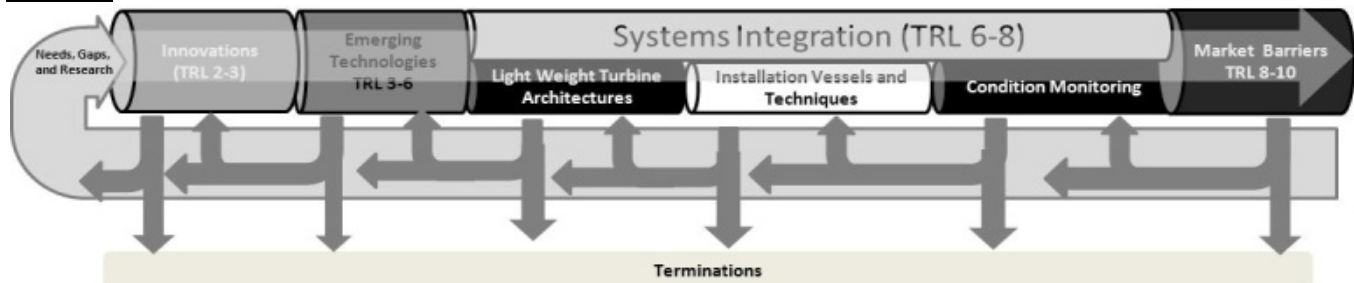 Needs, Gaps,
and Research
Innovations
(TRL 2-3)
Emerging
Technologies
TRL 3-6
Systems Integration (TRL 6-8)
Light Weight Turbine
Architectures
Installation Vessels and
Techniques
Condition Monitoring
Market Barriers
TRL 8-10
Terminations